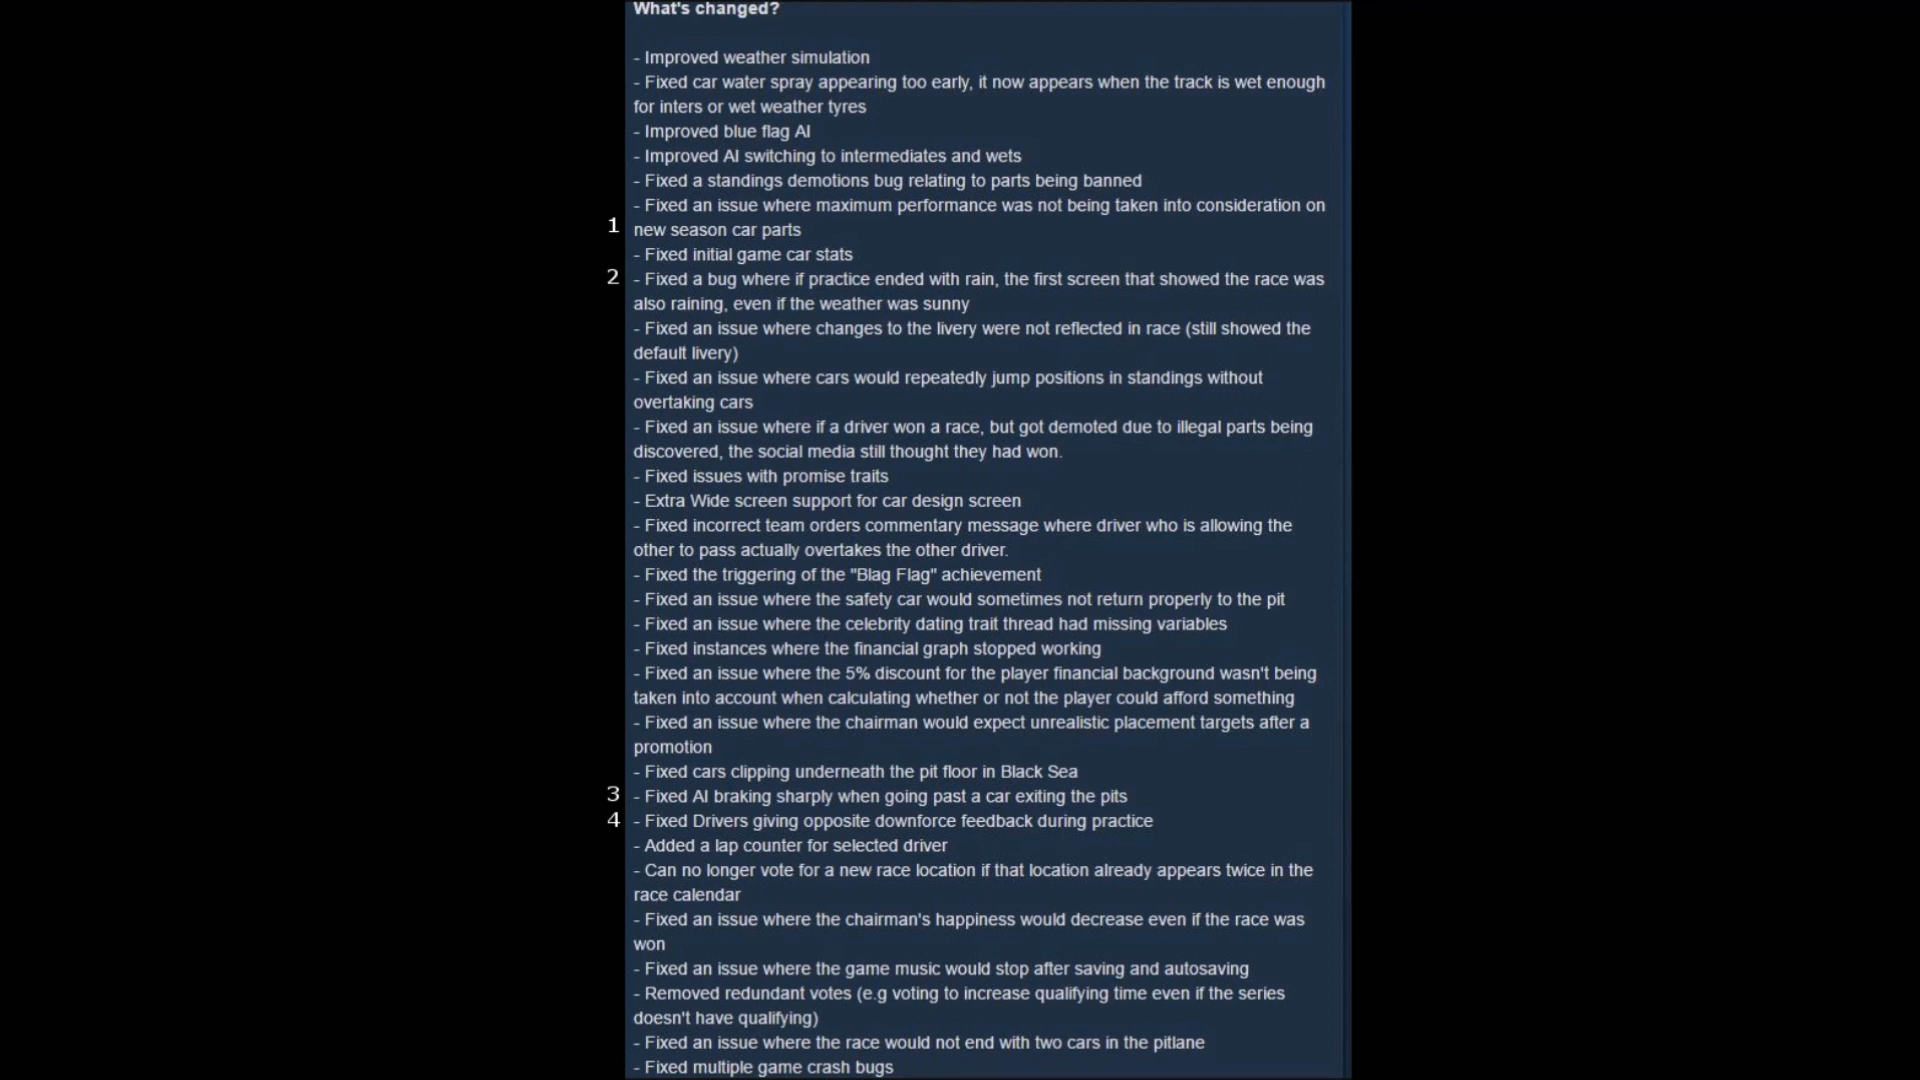 What's changed?
- Improved weather simulation
- Fixed car water spray appearing too early, it now appears when the track is wet enough
for inters or wet weather tyres
- Improved blue flag AI
- Improved AI switching to intermediates and wets
- Fixed a standings demotions bug relating to parts being banned
- Fixed an issue where maximum performance was not being taken into consideration on
1 new season car parts
- Fixed initial game car stats
2 - Fixed a bug where if practice ended with rain, the first screen that showed the race was
also raining, even if the weather was sunny
- Fixed an issue where changes to the livery were not reflected in race (still showed the
default livery)
- Fixed an issue where cars would repeatedly jump positions in standings without
overtaking cars
- Fixed an issue where if a driver won a race, but got demoted due to illegal parts being
discovered, the social media still thought they had won.
- Fixed issues with promise traits
- Extra Wide screen support for car design screen
- Fixed incorrect team orders commentary message where driver who is allowing the
other to pass actually overtakes the other driver.
- Fixed the triggering of the "Blag Flag" achievement
- Fixed an issue where the safety car would sometimes not return properly to the pit
- Fixed an issue where the celebrity dating trait thread had missing variables
- Fixed instances where the financial graph stopped working
- Fixed an issue where the 5% discount for the player financial background wasn't being
taken into account when calculating whether or not the player could afford something
- Fixed an issue where the chairman would expect unrealistic placement targets after a
promotion
- Fixed cars clipping underneath the pit floor in Black Sea
3 - Fixed AI braking sharply when going past a car exiting the pits
4 - Fixed Drivers giving opposite downforce feedback during practice
- Added a lap counter for selected driver
- Can no longer vote for a new race location if that location already appears twice in the
race calendar
- Fixed an issue where the chairman's happiness would decrease even if the race was
won
- Fixed an issue where the game music would stop after saving and autosaving
- Removed redundant votes (e.g voting to increase qualifying time even if the series
doesn't have qualifying)
- Fixed an issue where the race would not end with two cars in the pitlane
- Fixed multiple game crash bugs